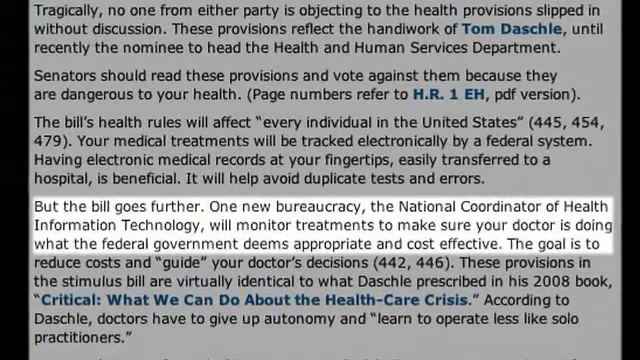 Tragically, no one from either party is objecting to the health provisions slipped in
without discussion. These provisions reflect the handiwork of Tom Daschle, until
recently the nominee to head the Health and Human Services Department.
Senators should read these provisions and vote against them because they
are dangerous to your health. (Page numbers refer to H.R. 1 EH, pdf version).
The bill's health rules will affect “every individual in the United States” (445, 454,
479). Your medical treatments will be tracked electronically by a federal system.
Having electronic medical records at your fingertips, easily transferred to a
hospital, is beneficial. It will help avoid duplicate tests and errors.
But the bill goes further. One new bureaucracy, the National Coordinator of Health
Information Technology, will monitor treatments to make sure your doctor is doing
what the federal government deems appropriate and cost effective. The goal is to
reduce costs and “guide” your doctor's decisions (442, 446). These provisions in
the stimulus bill are virtually identical to what Daschle prescribed in his 2008 book,
“Critical: What We Can Do About the Health-Care Crisis.” According to
Daschle, doctors have to give up autonomy and “learn to operate less like solo
practitioners.”